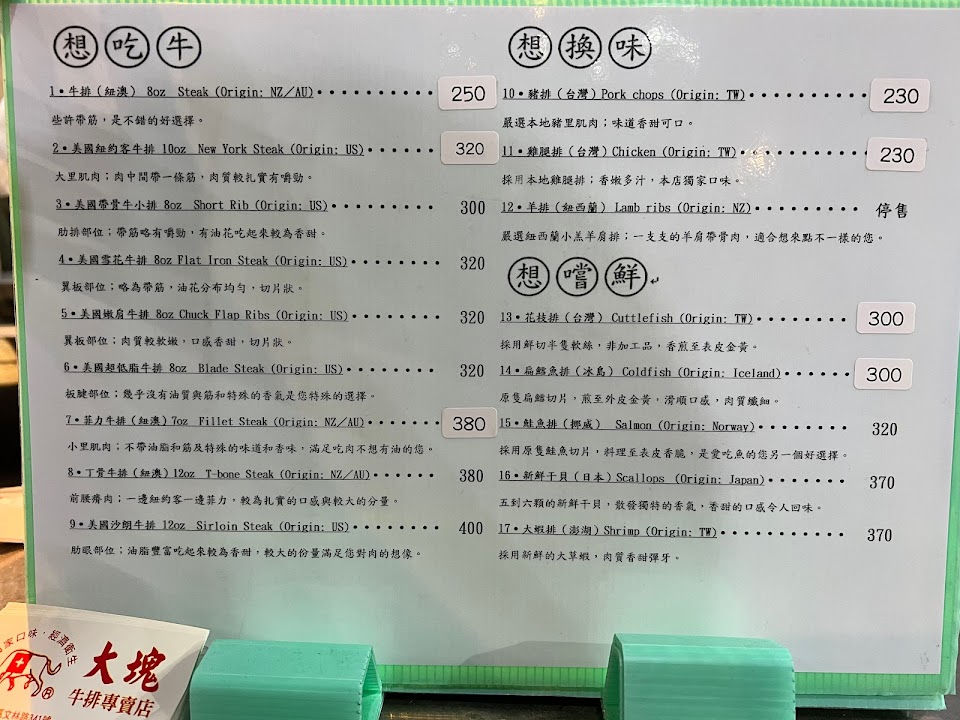 想吃牛
1•牛排（紐澳） 8oz Steak(Origin: NZ／AU)•••••••••••• 250
些許帶筋，是不錯的好選擇。
2•美國紐約客牛排 10oz New York Steak(Origin: US)•••••• 320
大里肌肉；肉中間帶一條筋，肉質較扎實有嚼勁。
3•美國帶骨牛小排 8oz Short Rib(Origin: US)••••••••• 300
肋排部位；帶筋略有嚼勁，有油花吃起來較為香甜。
4•美國雪花牛排 8oz Flat Iron Steak(Origin: US)••••••• 320
翼板部位；略為帶筋，油花分布均勻，切片狀。
5•美國嫩肩牛排 8oz Chuck Flap Ribs(Origin: US)••••••• 320
翼板部位；肉質較軟嫩，口感香甜，切片狀。
6•美國超低脂牛排 8oz Blade Steak(Origin: US)•••••••• 320
板腱部位；幾乎沒有油質與筋和特殊的香氣是您特殊的選擇。
7•菲力牛排(紐澳)7oz Fillet Steak(Origin: NZ／AU)•••••• 380
小里肌肉；不帶油脂和筋及特殊的味道和香味，滿足吃肉不想有油的您。
8•丁骨牛排(紐澳)12oz T-bone Steak(Origin: NZ／AU)••••• 380
前腰瘠肉；一邊紐約客一邊菲力，較為扎實的口感與較大的分量。
9•美國沙朗牛排 12oz Sirloin Steak(Origin: US)••••••• 400
肋眼部位；油脂豐富吃起來較為香甜，較大的份量滿足您對肉的想像。
想換味
10•豬排（台灣）Pork chops(Origin: TW)•••••••••• 230
嚴選本地豬里肌肉；味道香甜可口。
11•雞腿排（台灣）Chicken(Origin: TW)••••••••••• 230
採用本地雞腿排；香嫩多汁，本店獨家口味。
12•羊排（紐西蘭）Lamb ribs(Origin: NZ)••••••••• 停售
嚴選紐西蘭小羔羊肩排；一支支的羊肩帶骨肉，適合想來點不一樣的您。
想嚐鮮
13•花枝排（台灣） Cuttlefish(Origin: TW)•••••••• 300
採用鮮切半隻軟絲，非加工品，香煎至表皮金黃。
14•扁鱈魚排（冰島） Coldfish(Origin: Iceland)•••••• 300
原隻扁鱈切片，煎至外皮金黃，滑順口感，肉質纖細。
15•鮭魚排（挪威） Salmon(Origin: Norway)•••••••• 320
採用原隻鮭魚切片，料理至表皮香脆，是愛吃魚的您另一個好選擇。
16•新鮮干貝（日本）Scallops (Origin: Japan)••••••• 370
五到六顆的新鮮干貝，散發獨特的香氣，香甜的口感令人回味。
17•大蝦排（澎湖）Shrimp(Origin: TW)•••••••••• 370
採用新鮮的大草蝦，肉質香甜彈牙。
家口味，經濟衛生
大塊
牛排專賣店
文林路341號